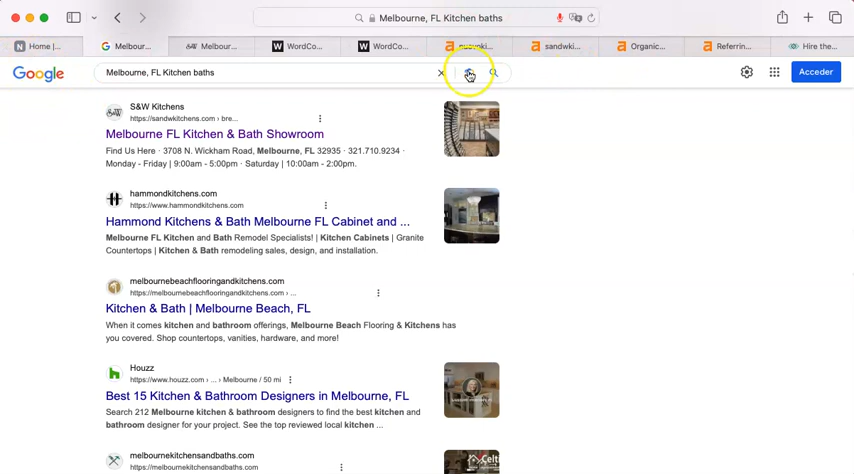 Melbourne, FL Kitchen baths
Home |...
Melbour...
Melbour...
WordCo...
WordCo...
sandwki...
Organic...
Referrin...
Hire the...
Google
Melbourne, FL Kitchen baths
Acceder
S&W Kitchens
https://sandwkitchens.com › bre...
Melbourne FL Kitchen & Bath Showroom
Find Us Here · 3708 N. Wickham Road, Melbourne, FL 32935 · 321.710.9234 ·
Monday - Friday | 9:00am - 5:00pm · Saturday | 10:00am - 2:00pm.
hammondkitchens.com
https://www.hammondkitchens.com
Hammond Kitchens & Bath Melbourne FL Cabinet and ...
Melbourne FL Kitchen and Bath Remodel Specialists! | Kitchen Cabinets | Granite
Countertops | Kitchen & Bath remodeling sales, design, and installation.
melbournebeachflooringandkitchens.com
https://melbournebeachflooringandkitchens.com › ...
Kitchen & Bath | Melbourne Beach, FL
When it comes kitchen and bathroom offerings, Melbourne Beach Flooring & Kitchens has
you covered. Shop countertops, vanities, hardware, and more!
Houzz
https://www.houzz.com › ... › Melbourne / 50 mi
Best 15 Kitchen & Bathroom Designers in Melbourne, FL
Search 212 Melbourne kitchen & bathroom designers to find the best kitchen and
bathroom designer for your project. See the top reviewed local kitchen ...
melbournekitchensandbaths.com
https://melbournekitchensandbaths.com